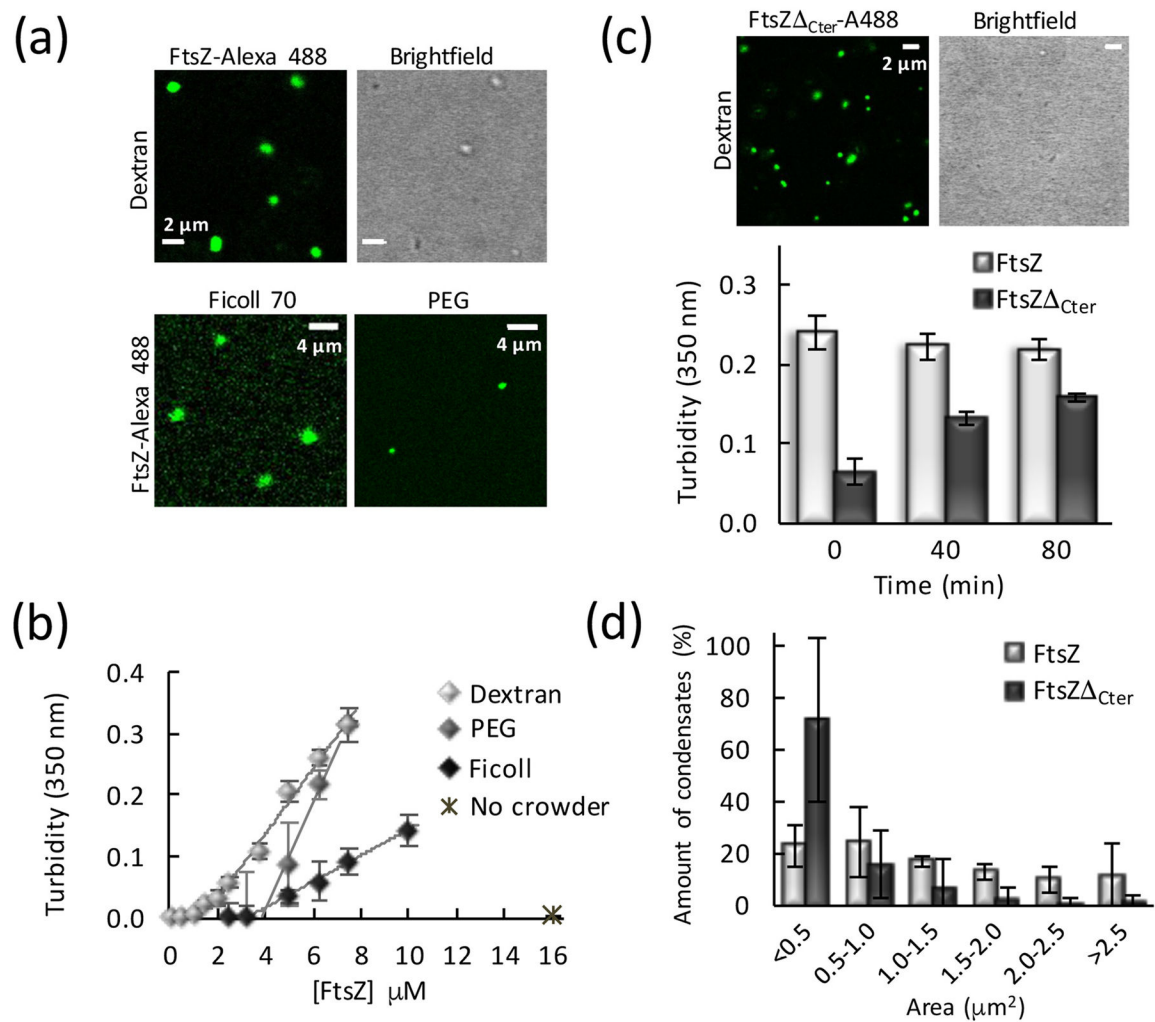 (a)
FtsZ-Alexa 488
Brightfield
Dextran
2 µm
Ficoll 70
PEG
FtsZ-Alexa 488
4 µm
4 µm
(b)
Turbidity (350 nm)
0.4
0.3
0.2
0.1
0.0
Dextran
PEG
Ficoll
No crowder
0 2 4 6 8 10 12 14 16
[FtsZ] µM
(c)
FtsZΔCter-A488
Brightfield
Dextran
2 µm
Turbidity (350 nm)
0.3
0.2
0.1
0.0
FtsZ
FtsZΔCter
0 40 80
Time (min)
(d)
Amount of condensates (%)
100
80
60
40
20
0
FtsZ
FtsZΔCter
<0.5 0.5-1.0 1.0-1.5 1.5-2.0 2.0-2.5 >2.5
Area (µm²)